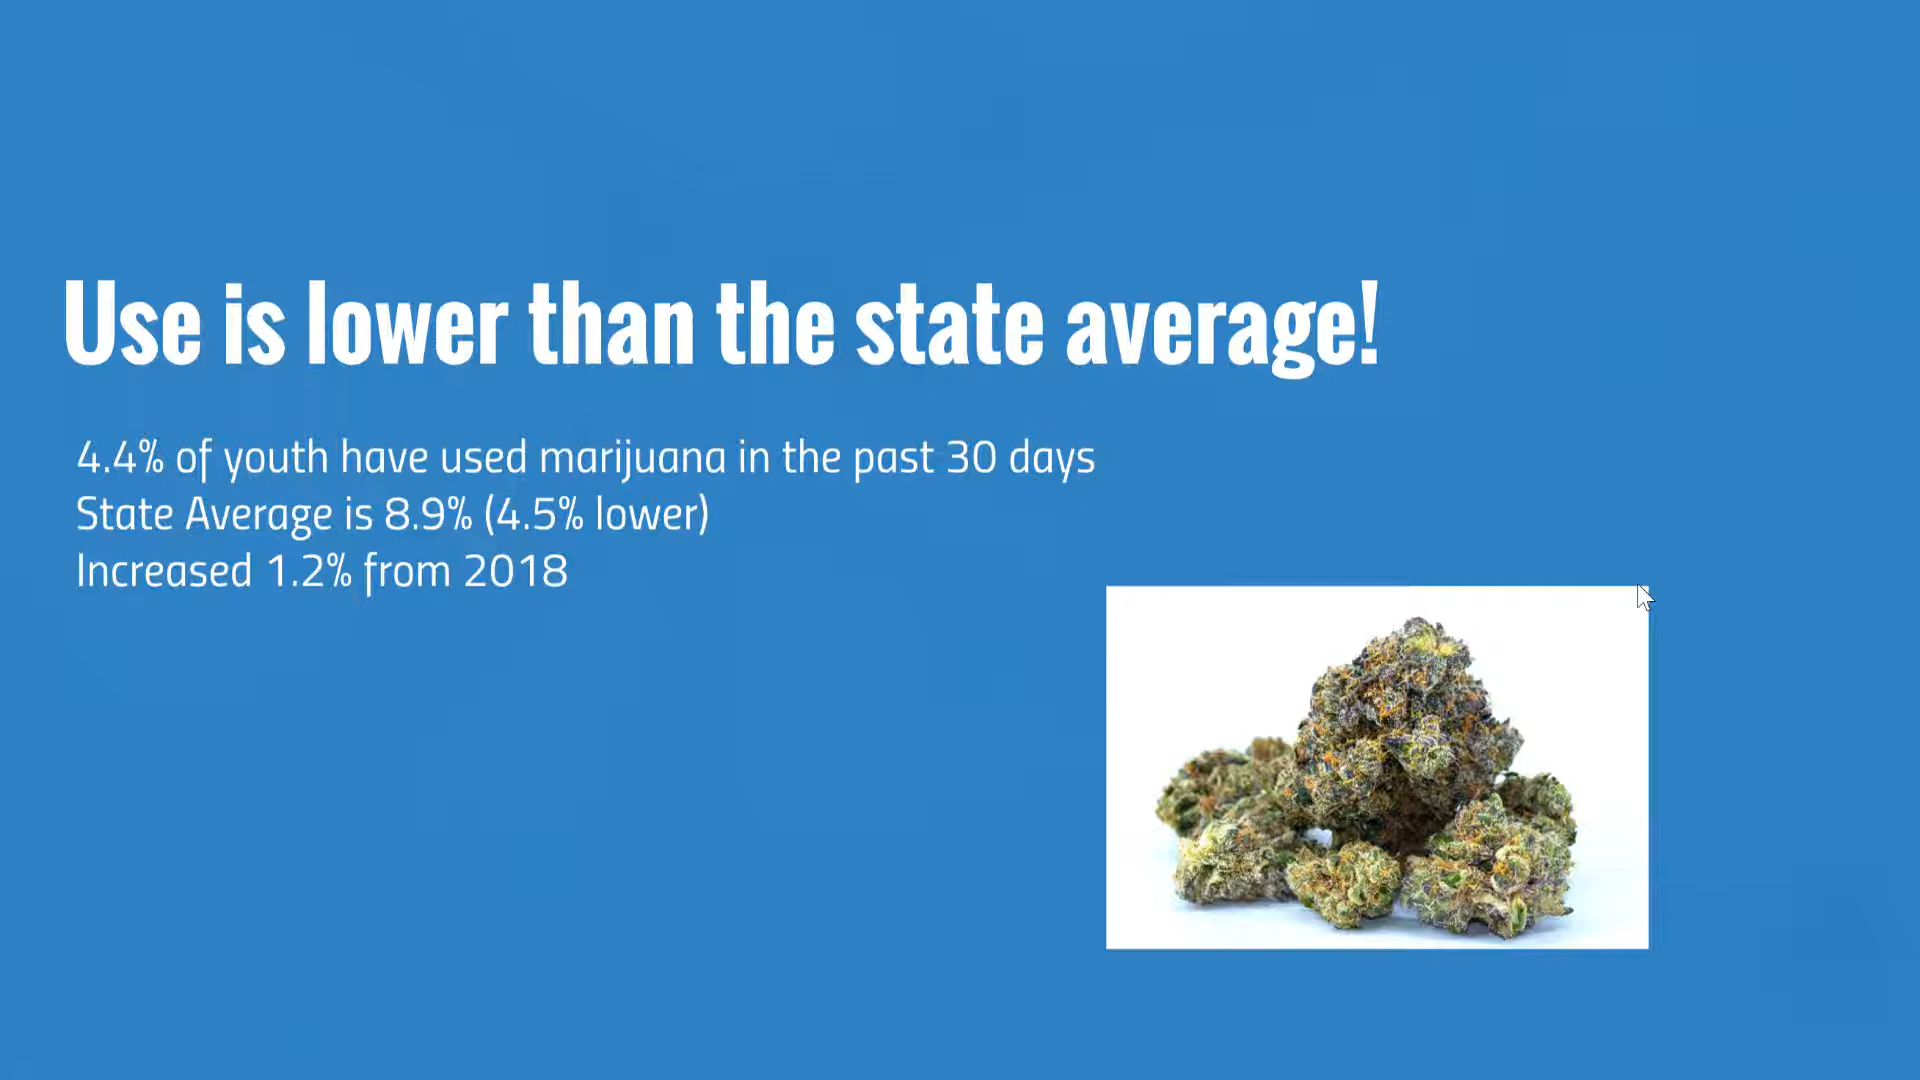 Use is lower than the state average!
4.4% of youth have used marijuana in the past 30 days
State Average is 8.9% (4.5% lower)
Increased 1.2% from 2018